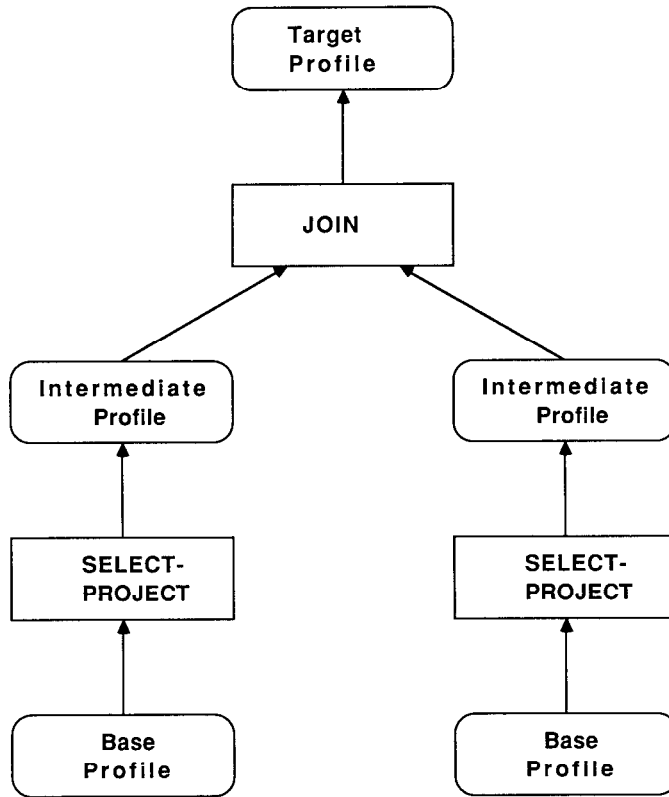 Target
Profile
JOIN
Intermediate
Profile
Intermediate
Profile
SELECT-
PROJECT
SELECT-
PROJECT
Base
Profile
Base
Profile